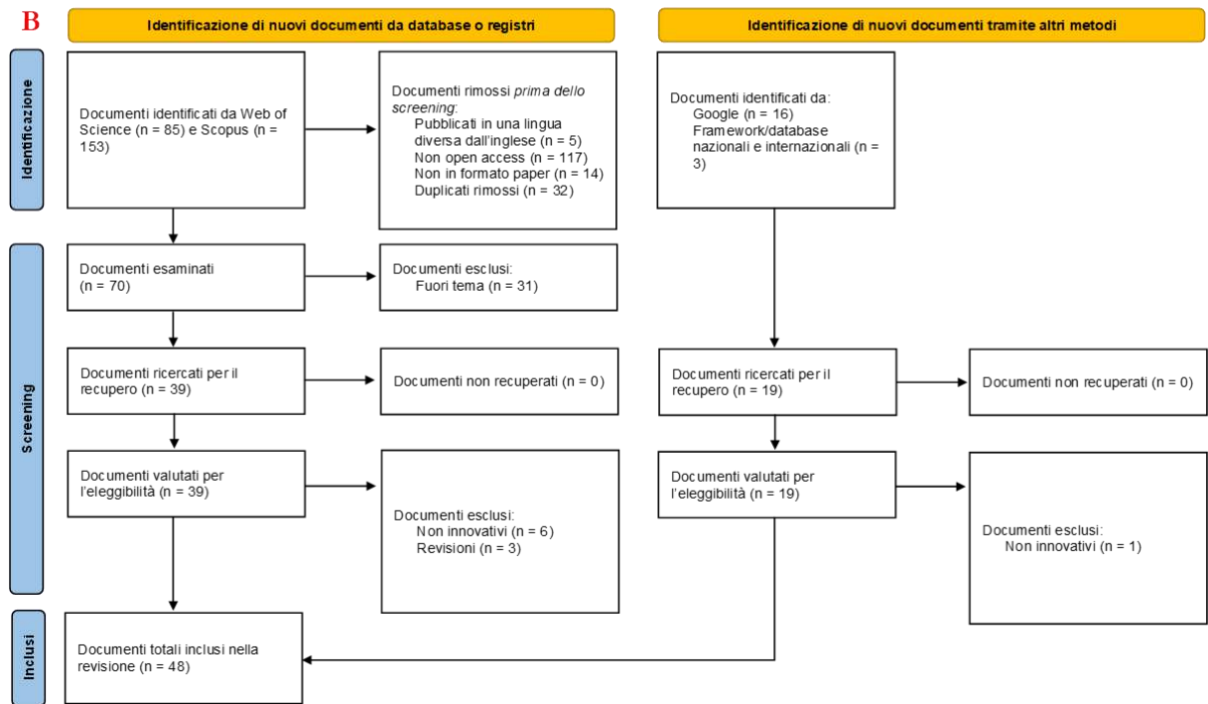 B
Identificazione di nuovi documenti da database o registri
Identificazione di nuovi documenti tramite altri metodi
Identificazione
Documenti identificati da Web of
Science (n = 85) e Scopus (n =
153)
Documenti rimossi prima dello
screening:
Pubblicati in una lingua
diversa dall'inglese (n = 5)
Non open access (n = 117)
Non in formato paper (n = 14)
Duplicati rimossi (n = 32)
Documenti identificati da:
Google (n = 16)
Framework/database
nazionali e internazionali (n =
3)
Screening
Documenti esaminati
(n = 70)
Documenti esclusi:
Fuori tema (n = 31)
Documenti ricercati per il
recupero (n = 39)
Documenti non recuperati (n = 0)
Documenti ricercati per il
recupero (n = 19)
Documenti non recuperati (n = 0)
Documenti valutati per
l'eleggibilità (n = 39)
Documenti esclusi:
Non innovativi (n = 6)
Revisioni (n = 3)
Documenti valutati per
l'eleggibilità (n = 19)
Documenti esclusi:
Non innovativi (n = 1)
Inclusi
Documenti totali inclusi nella
revisione (n = 48)